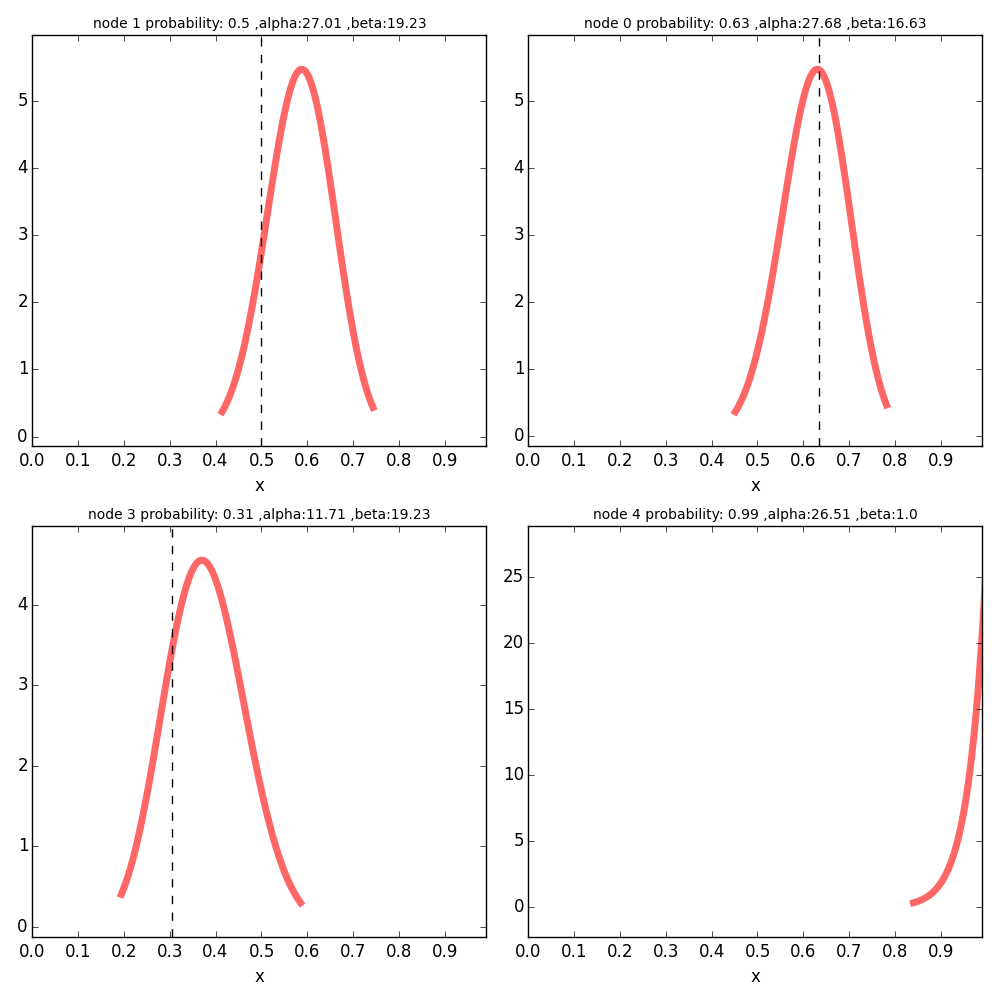 node 1 probability: 0.5 ,alpha:27.01 ,beta:19.23
5
4
3
2
1
0
0.0 0.1 0.2 0.3 0.4 0.5 0.6 0.7 0.8 0.9
x
node 0 probability: 0.63 ,alpha:27.68 ,beta:16.63
5
4
3
2
1
0
0.0 0.1 0.2 0.3 0.4 0.5 0.6 0.7 0.8 0.9
x
node 3 probability: 0.31 ,alpha:11.71 ,beta:19.23
4
3
2
1
0
0.0 0.1 0.2 0.3 0.4 0.5 0.6 0.7 0.8 0.9
x
node 4 probability: 0.99 ,alpha:26.51 ,beta:1.0
25
20
15
10
5
0
0.0 0.1 0.2 0.3 0.4 0.5 0.6 0.7 0.8 0.9
x